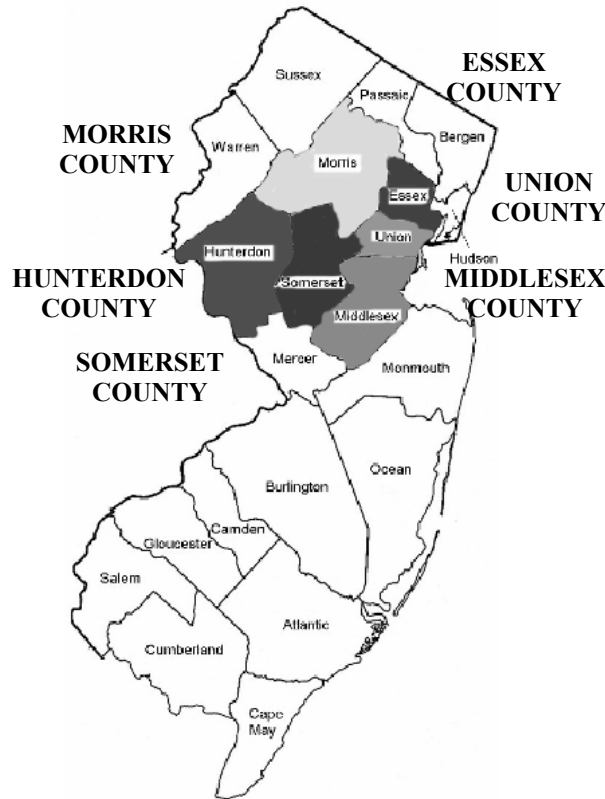 ESSEX
COUNTY
Sussex
Passaic
MORRIS
COUNTY
Warren
Bergen
Morris
UNION
COUNTY
Essex
Union
Hunterdon
Hudson
HUNTERDON
COUNTY
Somerset
MIDDLESEX
COUNTY
Middlesex
SOMERSET
COUNTY
Mercer
Monmouth
Ocean
Burlington
Camden
Gloucester
Salem
Atlantic
Cumberland
Cape
May